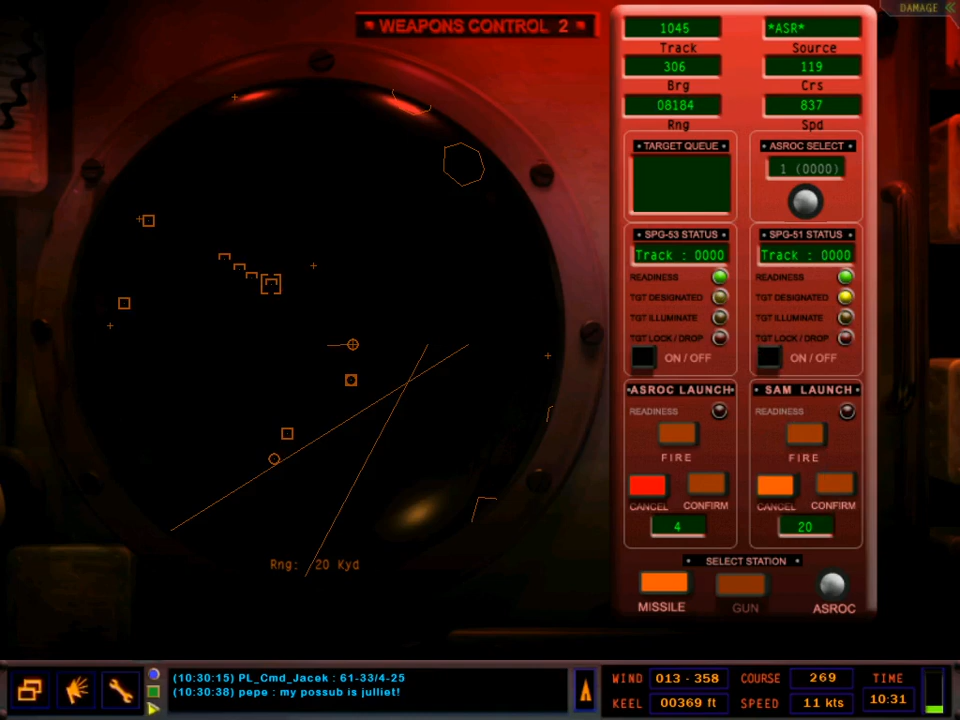 DAMAGE
WEAPONS CONTROL 2
1045 *ASR*
Track Source
306 119
Brg Crs
08184 837
Rng Spd
TARGET QUEUE ASROC SELECT
1 (0000)
SPG-53 STATUS SPG-51 STATUS
Track : 0000 Track : 0000
READINESS READINESS
TGT DESIGNATED TGT DESIGNATED
TGT ILLUMINATE TGT ILLUMINATE
TGT LOCK / DROP TGT LOCK / DROP
ON / OFF ON / OFF
ASROC LAUNCH SAM LAUNCH
READINESS READINESS
FIRE FIRE
CANCEL CONFIRM CANCEL CONFIRM
4 20
Rng: 20 Kyd
SELECT STATION
MISSILE GUN ASROC
(10:30:15) PL_Cmd_Jacek : 61-33/4-25
(10:30:38) pepe : my possub is julliet!
WIND 013 - 358 COURSE 269 TIME
KEEL 00369 ft SPEED 11 kts 10:31